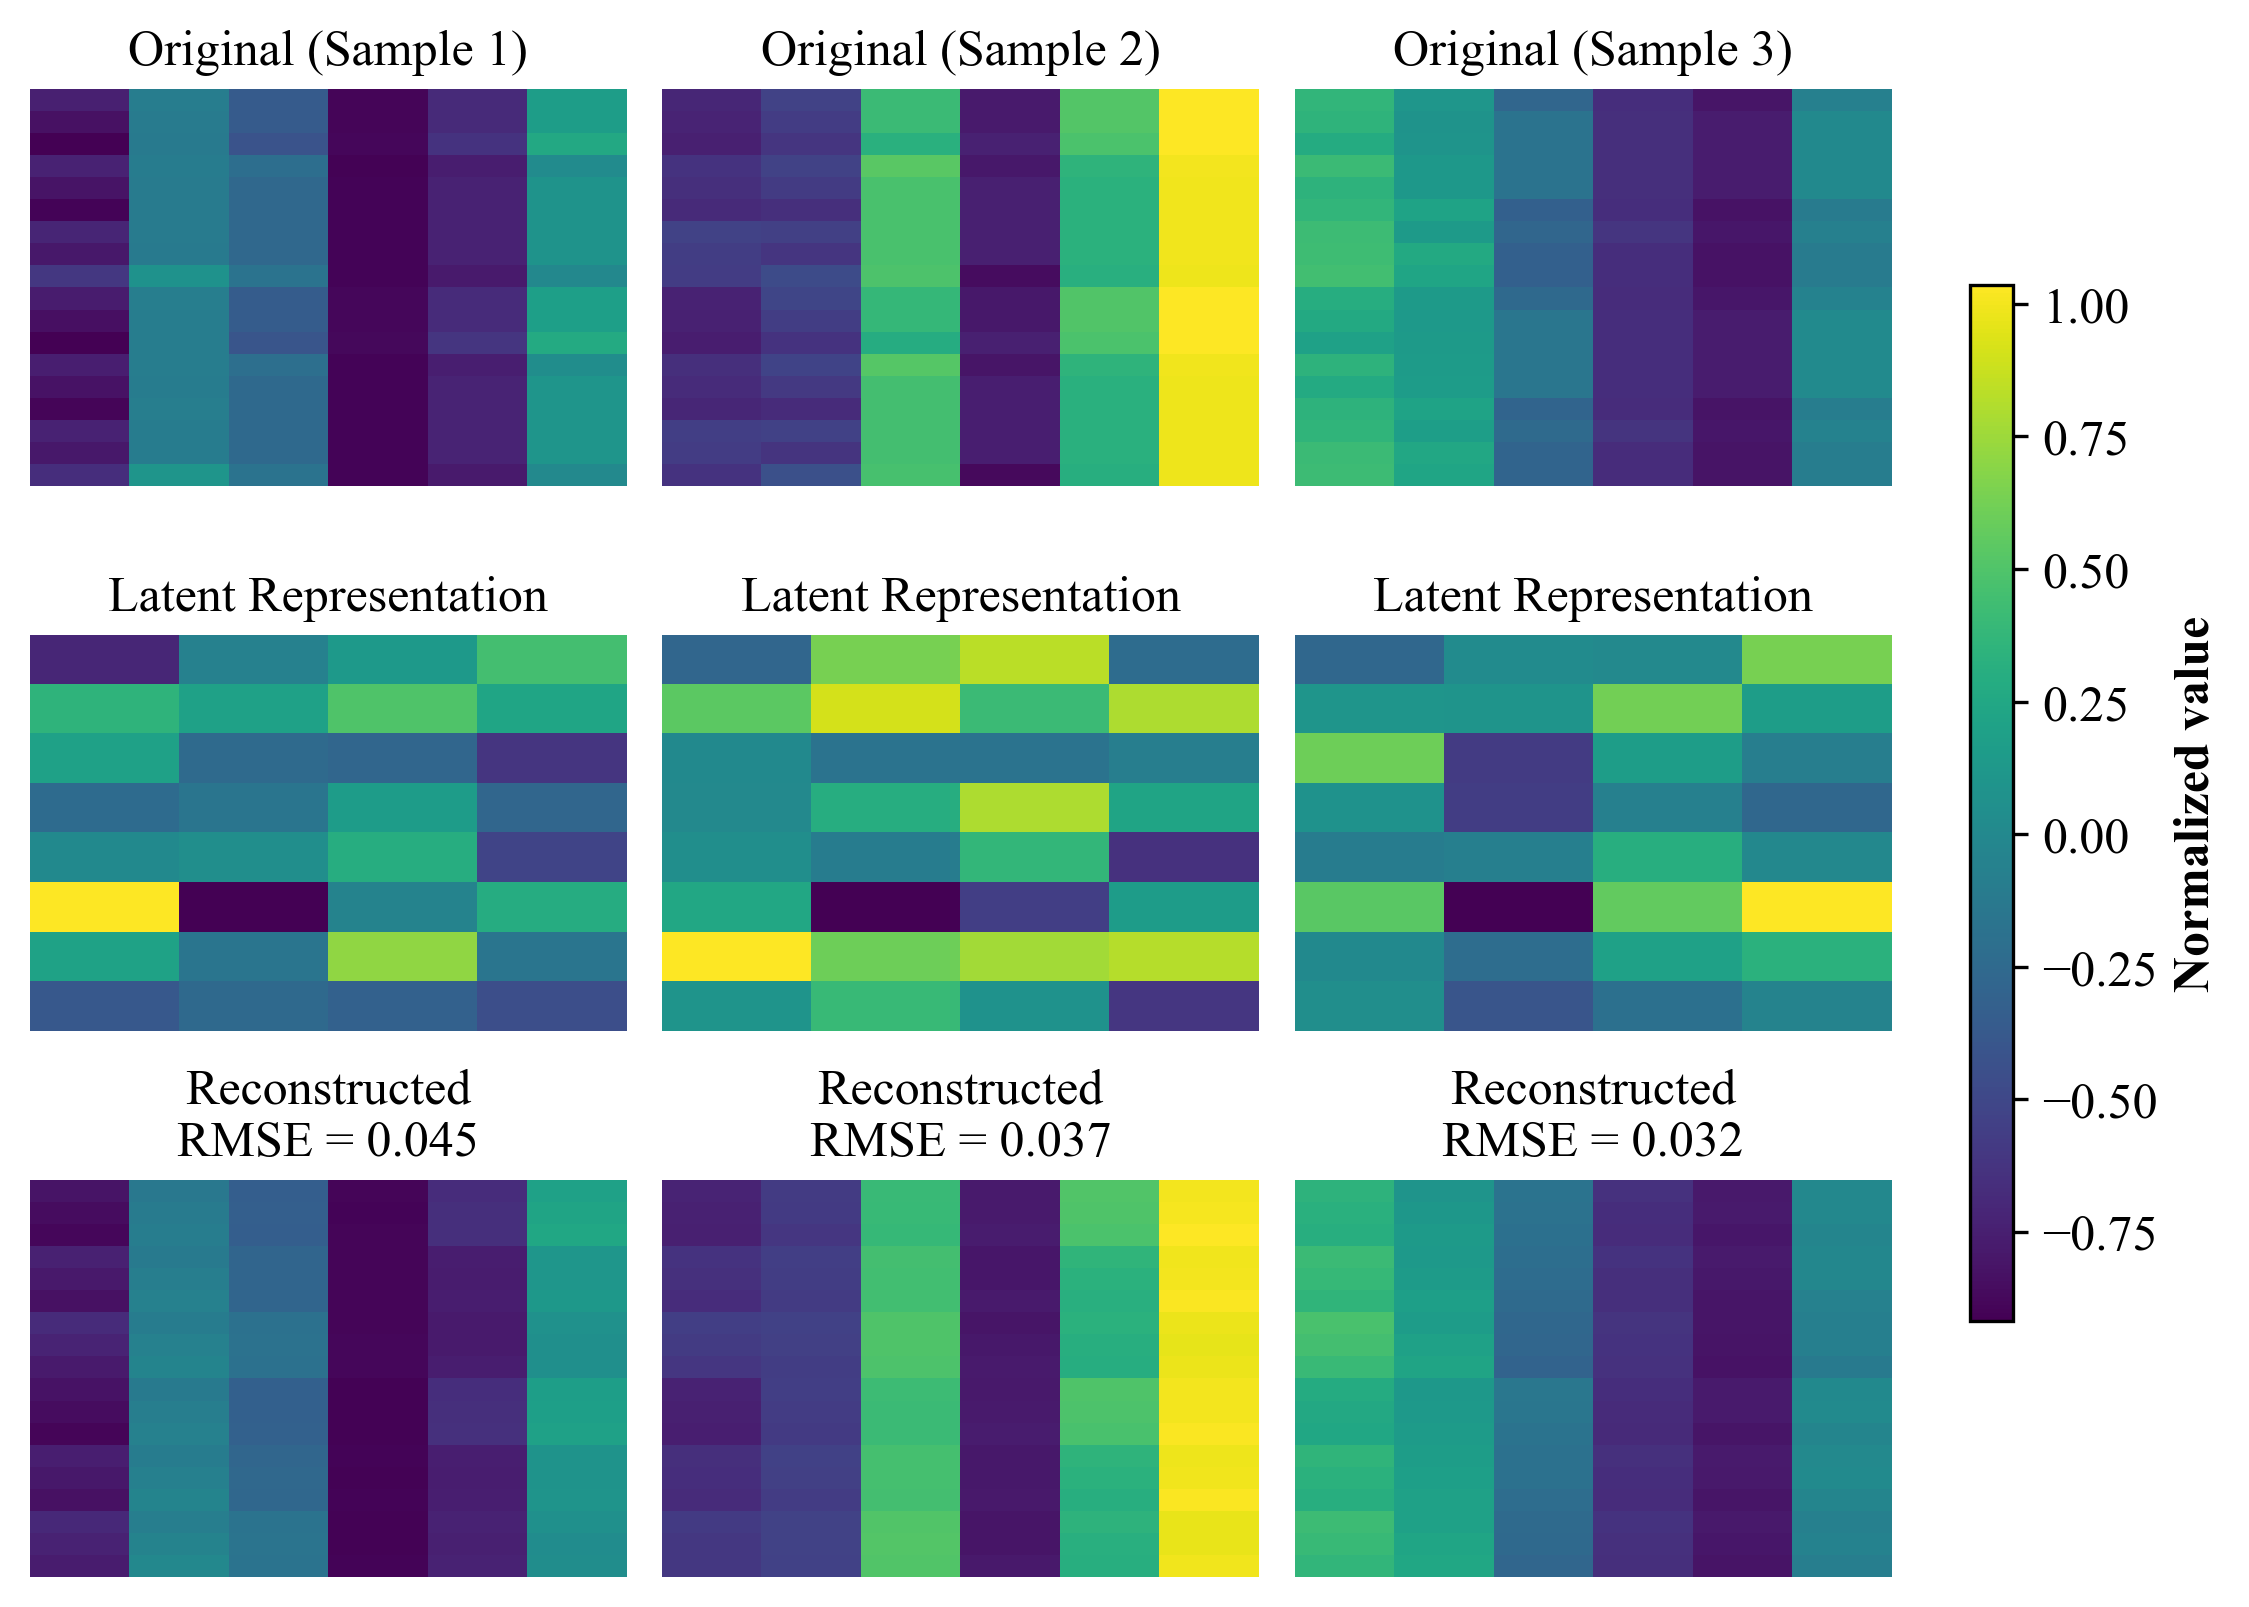 Original (Sample 1)
Original (Sample 2)
Original (Sample 3)
Latent Representation
Latent Representation
Latent Representation
Reconstructed
RMSE = 0.045
Reconstructed
RMSE = 0.037
Reconstructed
RMSE = 0.032
1.00
0.75
0.50
0.25
0.00
−0.25
−0.50
−0.75
Normalized value